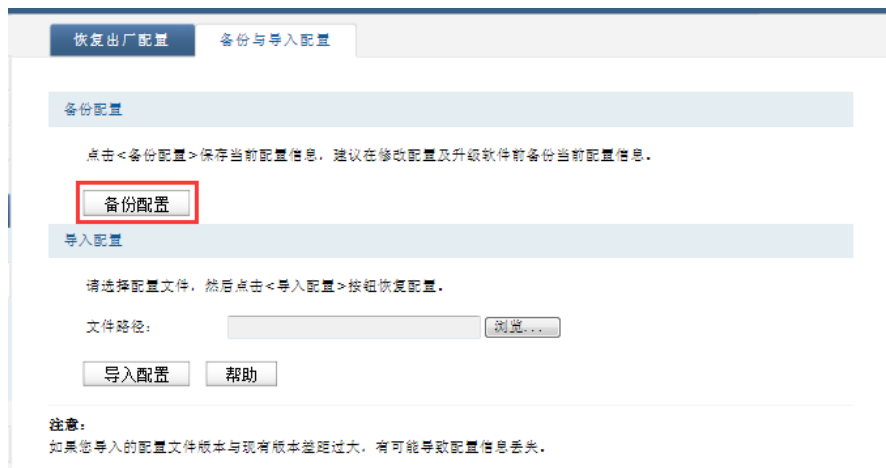 恢复出厂配置 备份与导入配置
备份配置
点击<备份配置>保存当前配置信息，建议在修改配置及升级软件前备份当前配置信息。
备份配置
导入配置
请选择配置文件，然后点击<导入配置>按钮恢复配置。
文件路径： 浏览...
导入配置 帮助
注意：
如果您导入的配置文件版本与现有版本差距过大，有可能导致配置信息丢失。